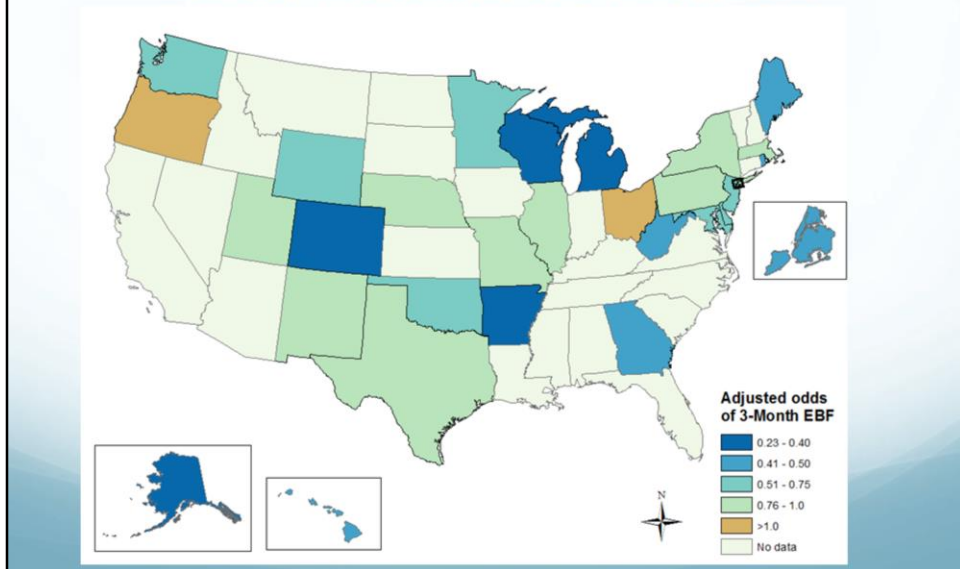 Adjusted odds
of 3-Month EBF
0.23 - 0.40
0.41 - 0.50
0.51 - 0.75
0.76 - 1.0
>1.0
No data
N